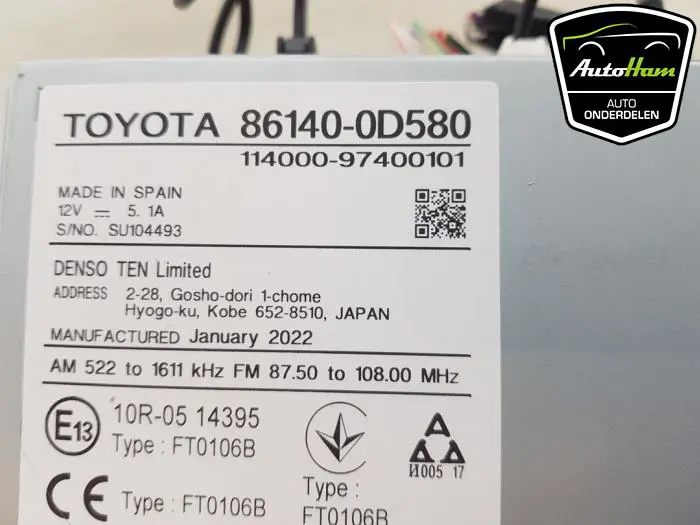 AutoHam
AUTO
ONDERDELEN
TOYOTA 86140-0D580
114000-97400101
MADE IN SPAIN
12V ⎓ 5. 1A
S/NO. SU104493
DENSO TEN Limited
ADDRESS 2-28, Gosho-dori 1-chome
Hyogo-ku, Kobe 652-8510, JAPAN
MANUFACTURED January 2022
AM 522 to 1611 kHz FM 87.50 to 108.00 MHz
E13 10R-05 14395
Type : FT0106B
И005 17
CE Type : FT0106B
Type :
FT0106B